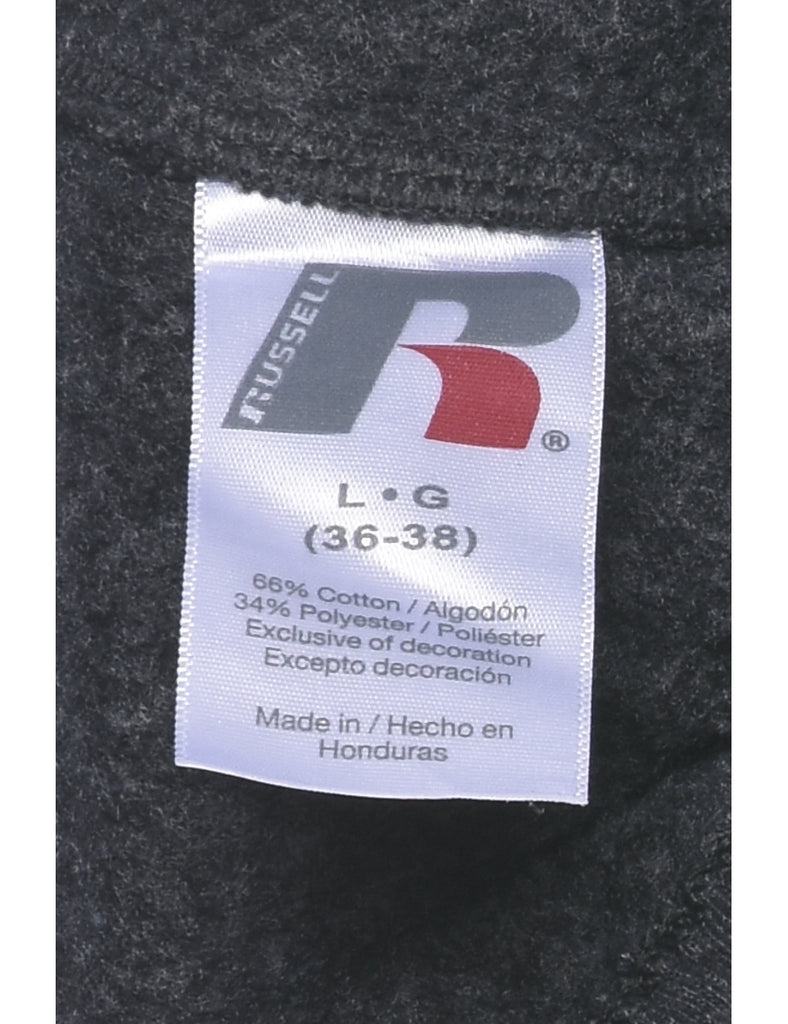 RUSSELL
R
®
L • G
(36-38)
66% Cotton / Algodón
34% Polyester / Poliéster
Exclusive of decoration
Excepto decoración
Made in / Hecho en
Honduras